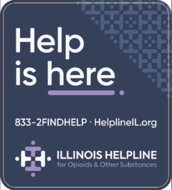 Help
is here.
833-2FINDHELP · HelplineIL.org
ILLINOIS HELPLINE
for Opioids & Other Substances